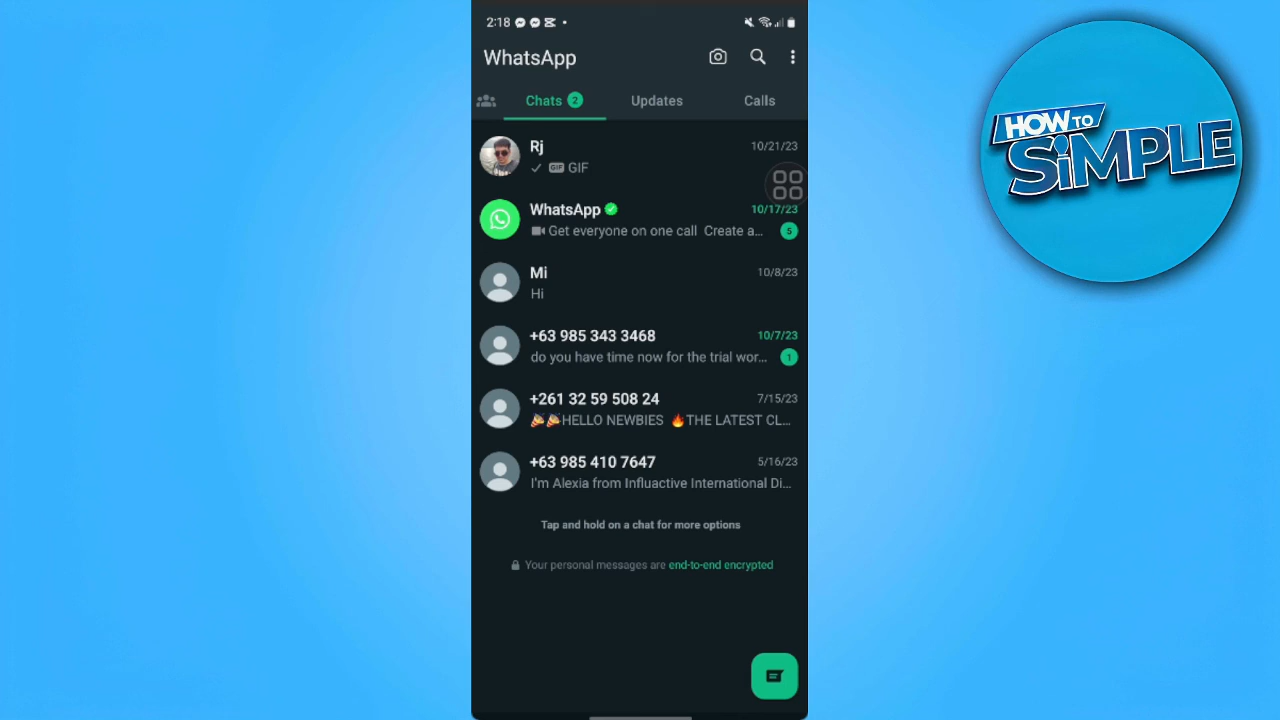 2:18
WhatsApp
Chats 2
Updates
Calls
Rj
10/21/23
GIF GIF
WhatsApp
10/17/23
Get everyone on one call Create a...
5
Mi
10/8/23
Hi
+63 985 343 3468
10/7/23
do you have time now for the trial wor...
1
+261 32 59 508 24
7/15/23
🎉🎉HELLO NEWBIES 🔥THE LATEST CL...
+63 985 410 7647
5/16/23
I'm Alexia from Influactive International Di...
Tap and hold on a chat for more options
Your personal messages are end-to-end encrypted
HOW TO
SiMPLE